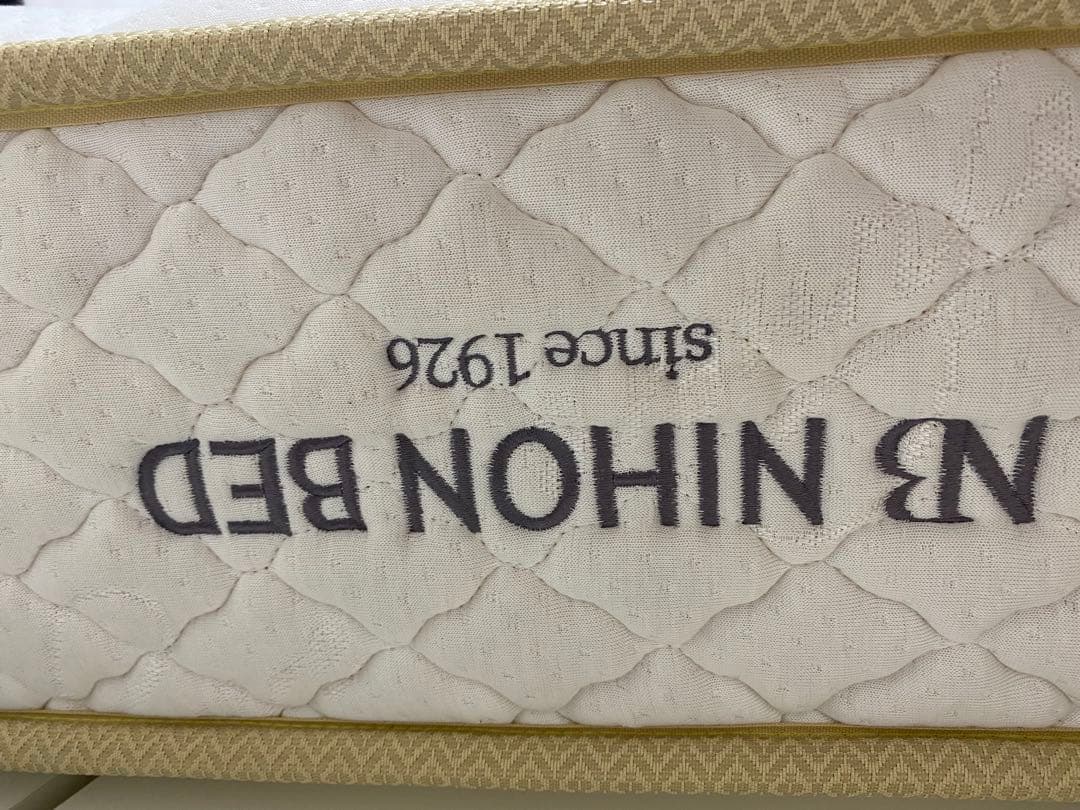 NB NIHON BED
since 1926